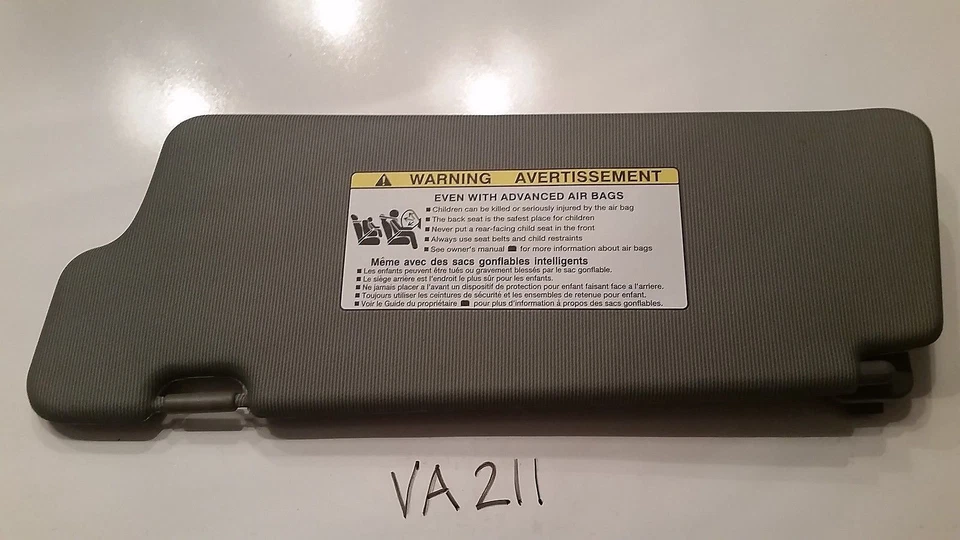 WARNING AVERTISSEMENT
EVEN WITH ADVANCED AIR BAGS
■ Children can be killed or seriously injured by the air bag
■ The back seat is the safest place for children
■ Never put a rear-facing child seat in the front
■ Always use seat belts and child restraints
■ See owner's manual for more information about air bags
Même avec des sacs gonflables intelligents
■ Les enfants peuvent être tués ou gravement blessés par le sac gonflable.
■ Le siège arrière est l'endroit le plus sûr pour les enfants.
■ Ne jamais placer a l'avant un dispositif de protection pour enfant faisant face a l'arriere.
■ Toujours utiliser les ceintures de sécurité et les ensembles de retenue pour enfant.
■ Voir le Guide du propriétaire pour plus d'information à propos des sacs gonflables.
VA 211